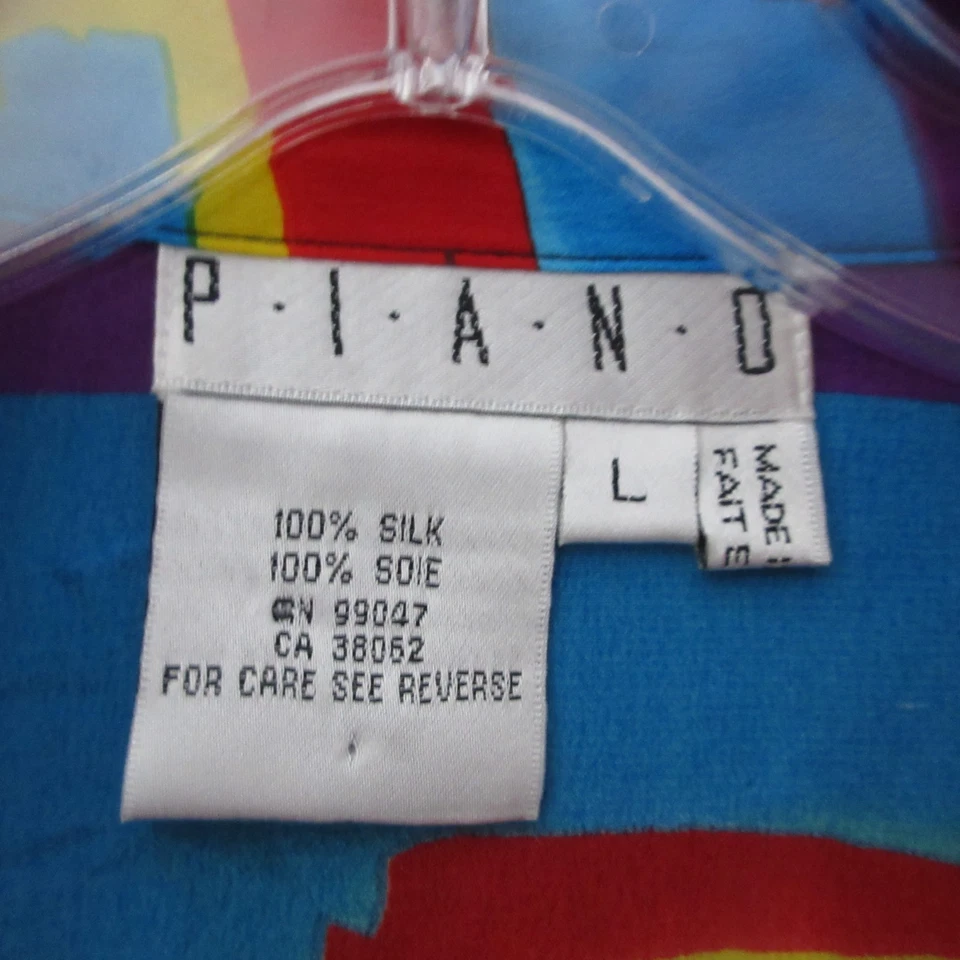 P·I·A·N·O
L
MADE
FAIT
100% SILK
100% SOIE
RN 99047
CA 38052
FOR CARE SEE REVERSE